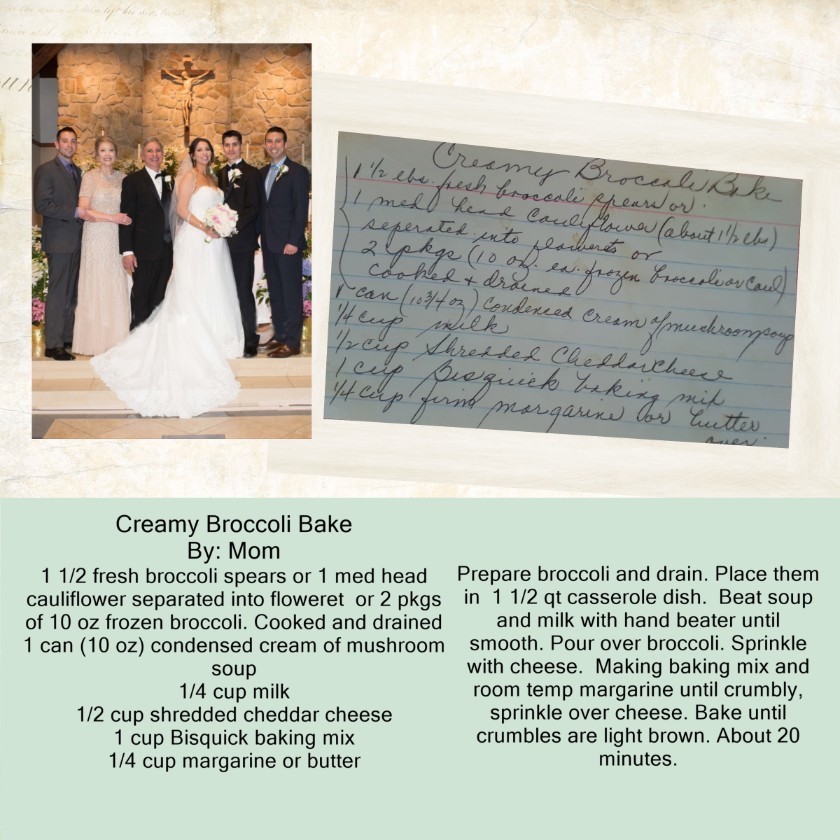 Creamy Broccoli Bake
1 1/2 lbs. fresh broccoli spears or
1 med. head cauliflower (about 1 1/2 lbs)
seperated into flowerets or
2 pkgs (10 oz. ea. frozen broccoli or caul)
cooked + drained
1 can (10 3/4 oz) condensed cream of mushroom soup
1/4 cup milk
1/2 cup Shredded Cheddar Cheese
1 cup Bisquick baking mix
1/4 cup firm margarine or butter
over
Creamy Broccoli Bake
By: Mom
1 1/2 fresh broccoli spears or 1 med head
cauliflower separated into floweret or 2 pkgs
of 10 oz frozen broccoli. Cooked and drained
1 can (10 oz) condensed cream of mushroom
soup
1/4 cup milk
1/2 cup shredded cheddar cheese
1 cup Bisquick baking mix
1/4 cup margarine or butter
Prepare broccoli and drain. Place them
in 1 1/2 qt casserole dish. Beat soup
and milk with hand beater until
smooth. Pour over broccoli. Sprinkle
with cheese. Making baking mix and
room temp margarine until crumbly,
sprinkle over cheese. Bake until
crumbles are light brown. About 20
minutes.